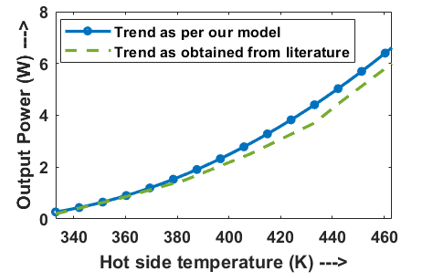 8
6
4
2
0
Output Power (W) --->
Trend as per our model
Trend as obtained from literature
340 360 380 400 420 440 460
Hot side temperature (K) --->